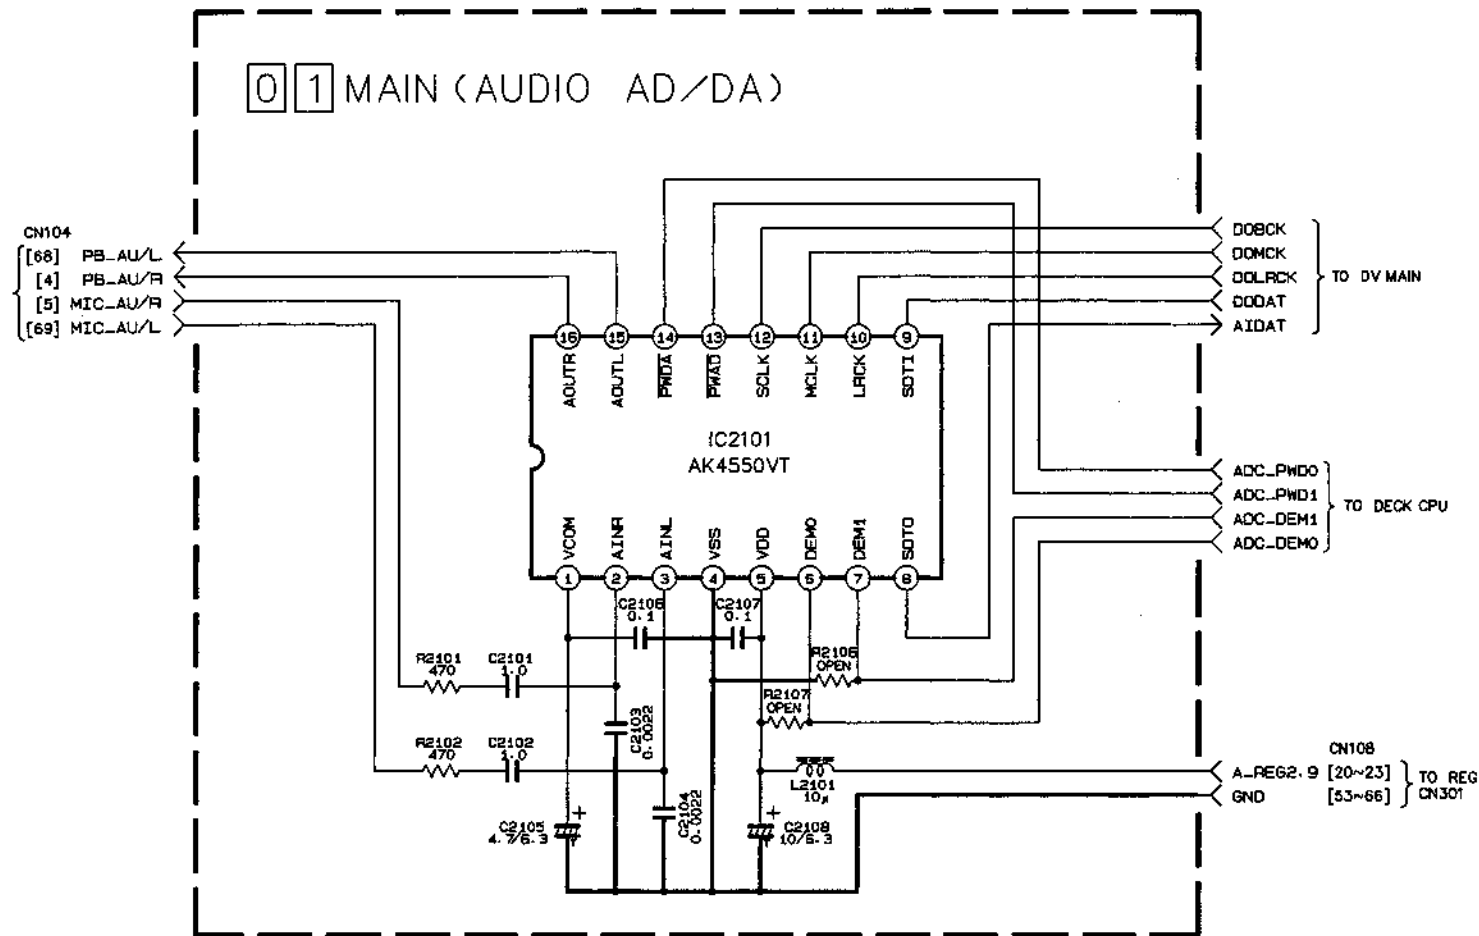 01 MAIN (AUDIO AD/DA)
CN104
[68] PB_AU/L
[4] PB_AU/R
[5] MIC_AU/R
[69] MIC_AU/L
DOBCK
DOMCK
DOLRCK
DODAT
AIDAT
TO DV MAIN
16 15 14 13 12 11 10 9
AOUTR AOUTL PWDA PWAD SCLK MCLK LRCK SDTI
IC2101
AK4550VT
VCOM AINR AINL VSS VDD DEM0 DEM1 SDTO
1 2 3 4 5 6 7 8
ADC_PWD0
ADC_PWD1
ADC_DEM1
ADC_DEM0
TO DECK CPU
C2106
0.1
C2107
0.1
R2101
470
C2101
1.0
R2106
OPEN
R2107
OPEN
C2103
0.0022
R2102
470
C2102
1.0
L2101
10µ
C2104
0.0022
C2105
4.7/6.3
C2108
10/6.3
CN108
A_REG2.9 [20~23]
GND [53~66]
TO REG
CN301